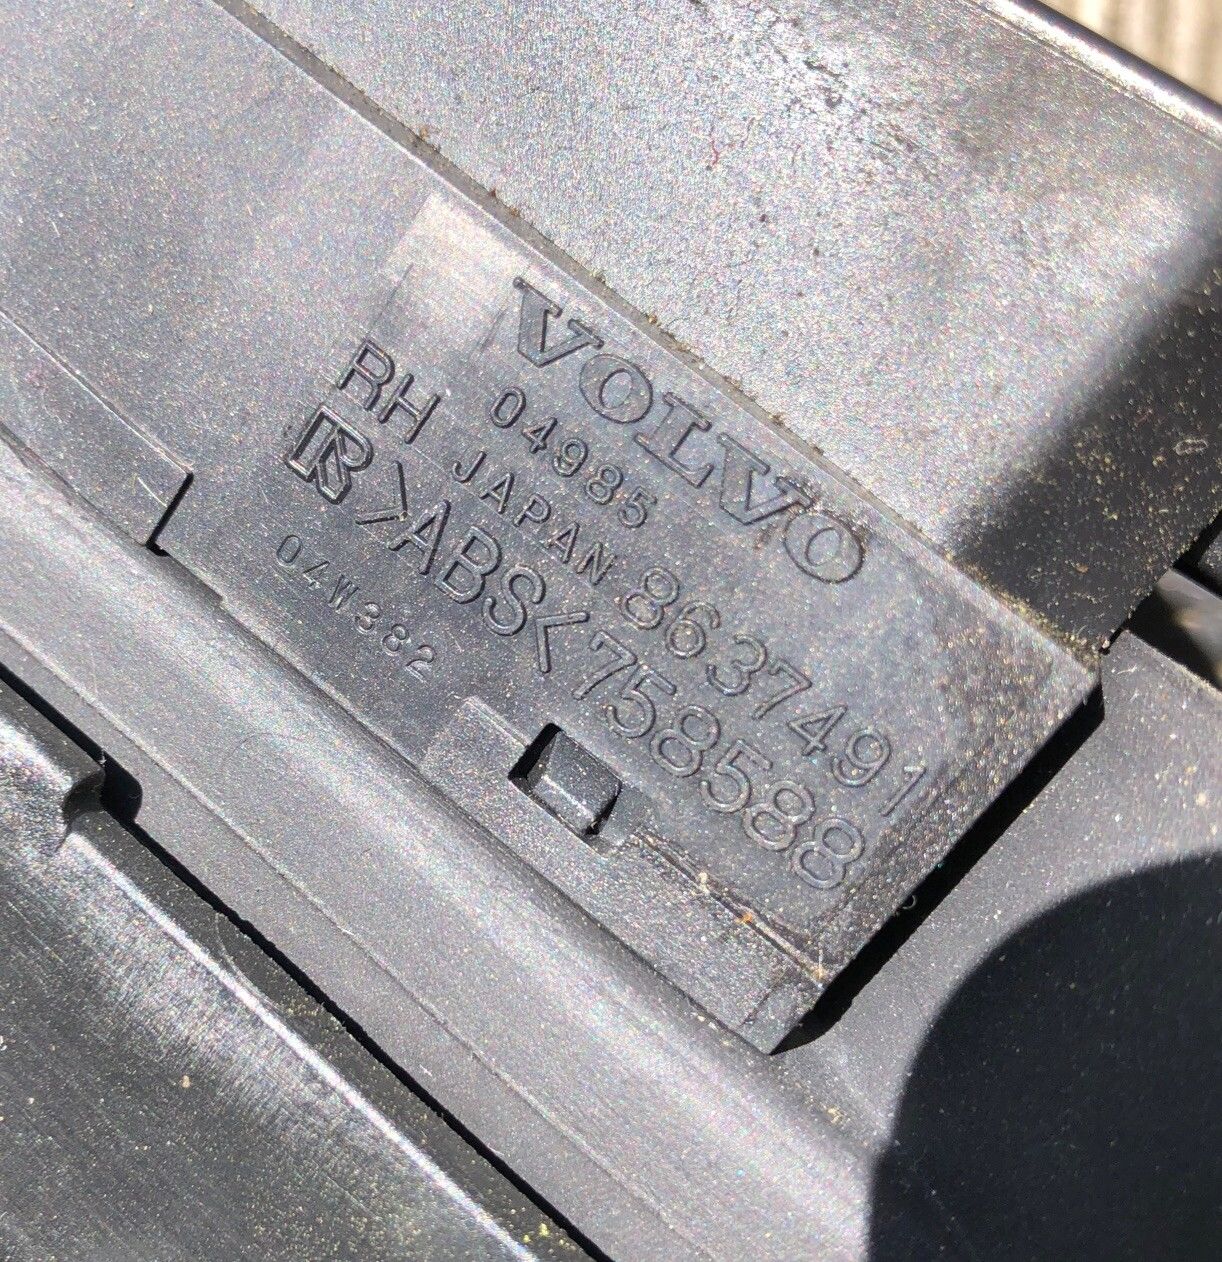 VOLVO
04985
RH JAPAN 8637491
R >ABS< 758588
04W382